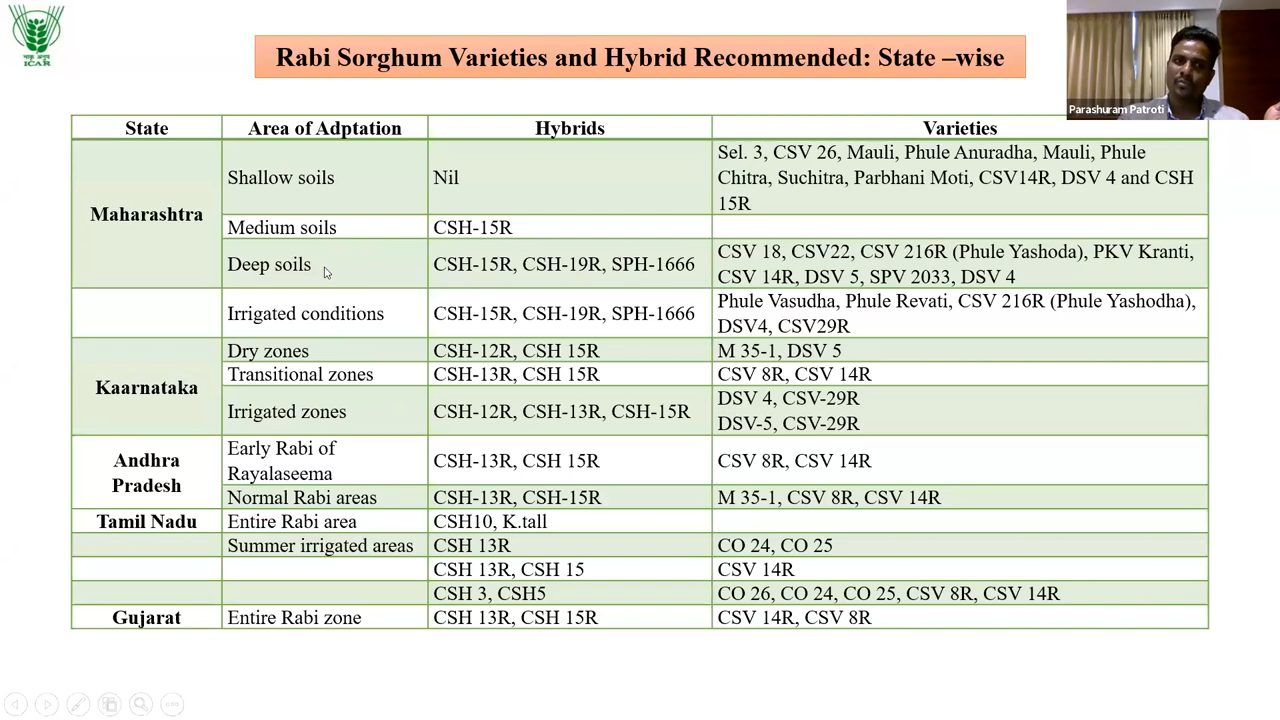 भाकृअनुप
ICAR
Rabi Sorghum Varieties and Hybrid Recommended: State –wise
Parashuram Patroti
State Area of Adptation Hybrids Varieties
Maharashtra
Shallow soils Nil
Sel. 3, CSV 26, Mauli, Phule Anuradha, Mauli, Phule
Chitra, Suchitra, Parbhani Moti, CSV14R, DSV 4 and CSH
15R
Medium soils CSH-15R
Deep soils CSH-15R, CSH-19R, SPH-1666
CSV 18, CSV22, CSV 216R (Phule Yashoda), PKV Kranti,
CSV 14R, DSV 5, SPV 2033, DSV 4
Irrigated conditions CSH-15R, CSH-19R, SPH-1666
Phule Vasudha, Phule Revati, CSV 216R (Phule Yashodha),
DSV4, CSV29R
Kaarnataka
Dry zones CSH-12R, CSH 15R M 35-1, DSV 5
Transitional zones CSH-13R, CSH 15R CSV 8R, CSV 14R
Irrigated zones CSH-12R, CSH-13R, CSH-15R
DSV 4, CSV-29R
DSV-5, CSV-29R
Andhra
Pradesh
Early Rabi of
Rayalaseema
CSH-13R, CSH 15R CSV 8R, CSV 14R
Normal Rabi areas CSH-13R, CSH-15R M 35-1, CSV 8R, CSV 14R
Tamil Nadu Entire Rabi area CSH10, K.tall
Summer irrigated areas CSH 13R CO 24, CO 25
CSH 13R, CSH 15 CSV 14R
CSH 3, CSH5 CO 26, CO 24, CO 25, CSV 8R, CSV 14R
Gujarat Entire Rabi zone CSH 13R, CSH 15R CSV 14R, CSV 8R